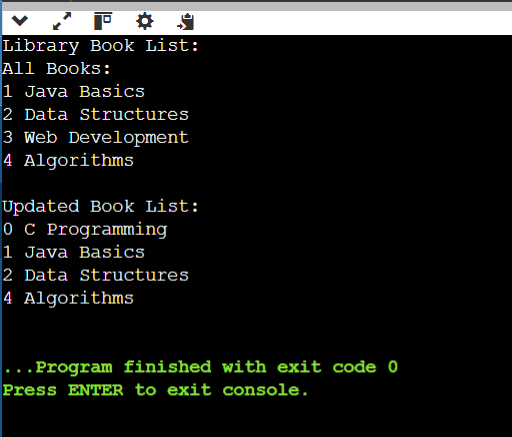 Library Book List:
All Books:
1 Java Basics
2 Data Structures
3 Web Development
4 Algorithms
Updated Book List:
0 C Programming
1 Java Basics
2 Data Structures
4 Algorithms
...Program finished with exit code 0
Press ENTER to exit console.